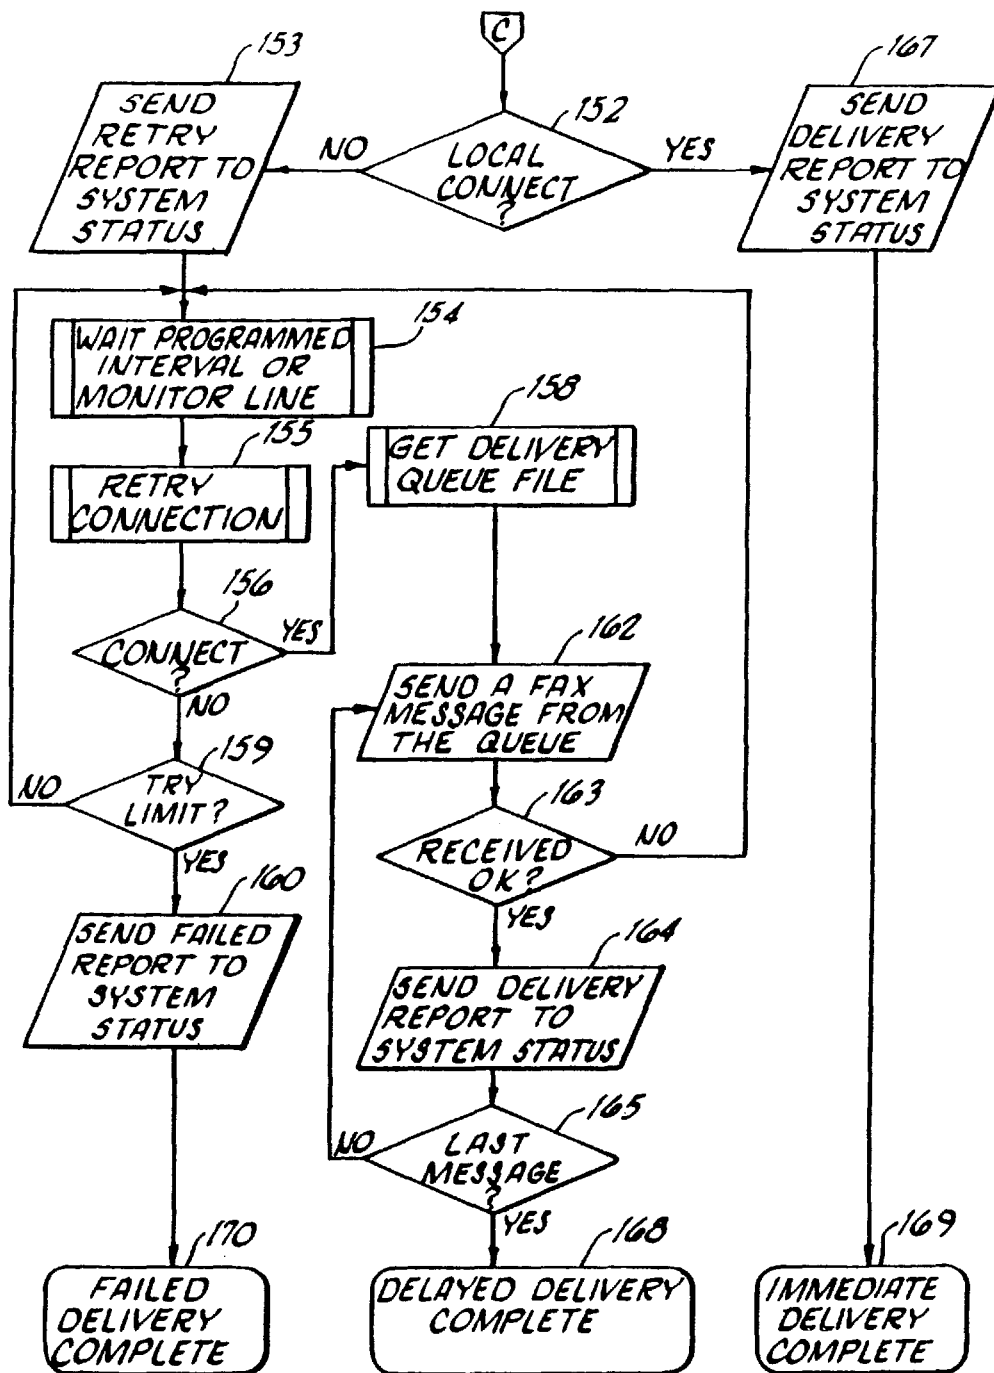 C
153
SEND
RETRY
REPORT TO
SYSTEM
STATUS
NO
152
LOCAL
CONNECT
?
YES
167
SEND
DELIVERY
REPORT TO
SYSTEM
STATUS
154
WAIT PROGRAMMED
INTERVAL OR
MONITOR LINE
155
RETRY
CONNECTION
156
CONNECT
?
YES
NO
158
GET DELIVERY
QUEUE FILE
159
TRY
LIMIT?
NO
YES
160
SEND FAILED
REPORT TO
SYSTEM
STATUS
162
SEND A FAX
MESSAGE FROM
THE QUEUE
163
RECEIVED
OK?
NO
YES
164
SEND DELIVERY
REPORT TO
SYSTEM STATUS
165
LAST
MESSAGE
?
NO
YES
170
FAILED
DELIVERY
COMPLETE
168
DELAYED DELIVERY
COMPLETE
169
IMMEDIATE
DELIVERY
COMPLETE